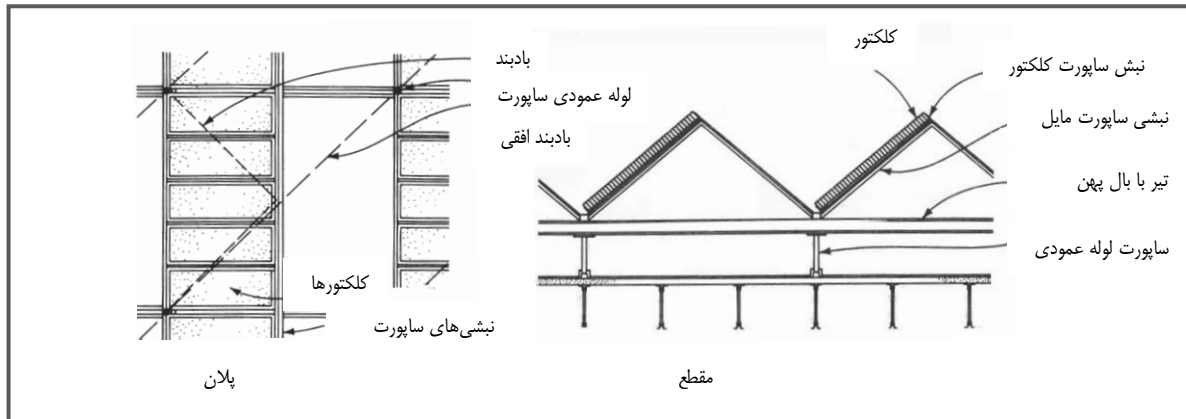 کلکتور
نبش ساپورت کلکتور
نبشی ساپورت مایل
تیر با بال پهن
ساپورت لوله عمودی
مقطع
بادبند
لوله عمودی ساپورت
بادبند افقی
کلکتورها
نبشی‌های ساپورت
پلان